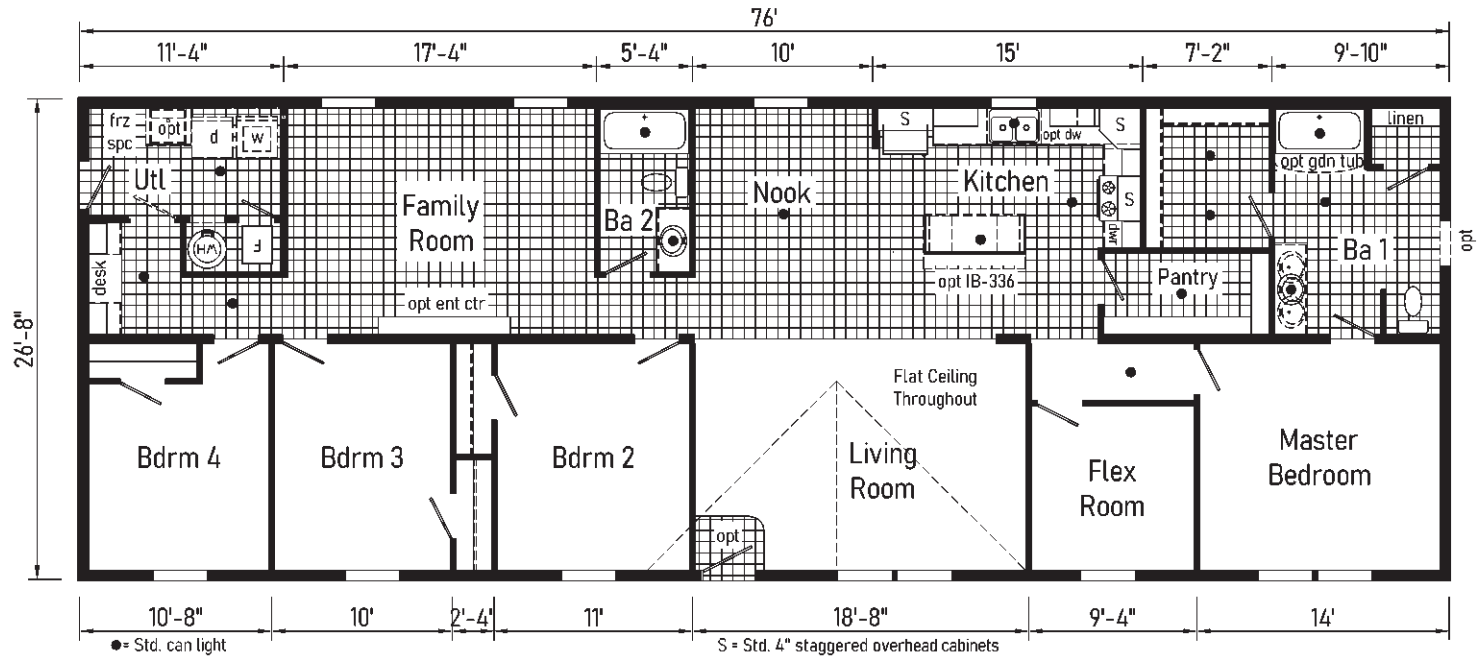 76'
11'-4" 17'-4" 5'-4" 10' 15' 7'-2" 9'-10"
26'-8"
frz
spc
opt
d
w
Utl
WH
F
desk
Family
Room
opt ent ctr
Ba 2
Nook
S
opt dw
S
Kitchen
S
dwr
opt IB-336
Pantry
opt gdn tub
linen
Ba 1
opt
Bdrm 4
Bdrm 3
Bdrm 2
Flat Ceiling
Throughout
Living
Room
opt
Flex
Room
Master
Bedroom
10'-8" 10' 2'-4' 11' 18'-8" 9'-4" 14'
●= Std. can light
S = Std. 4" staggered overhead cabinets